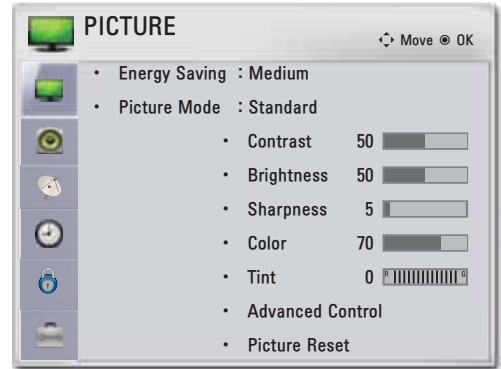 PICTURE
Move OK
• Energy Saving : Medium
• Picture Mode : Standard
• Contrast 50
• Brightness 50
• Sharpness 5
• Color 70
• Tint 0 R G
• Advanced Control
• Picture Reset